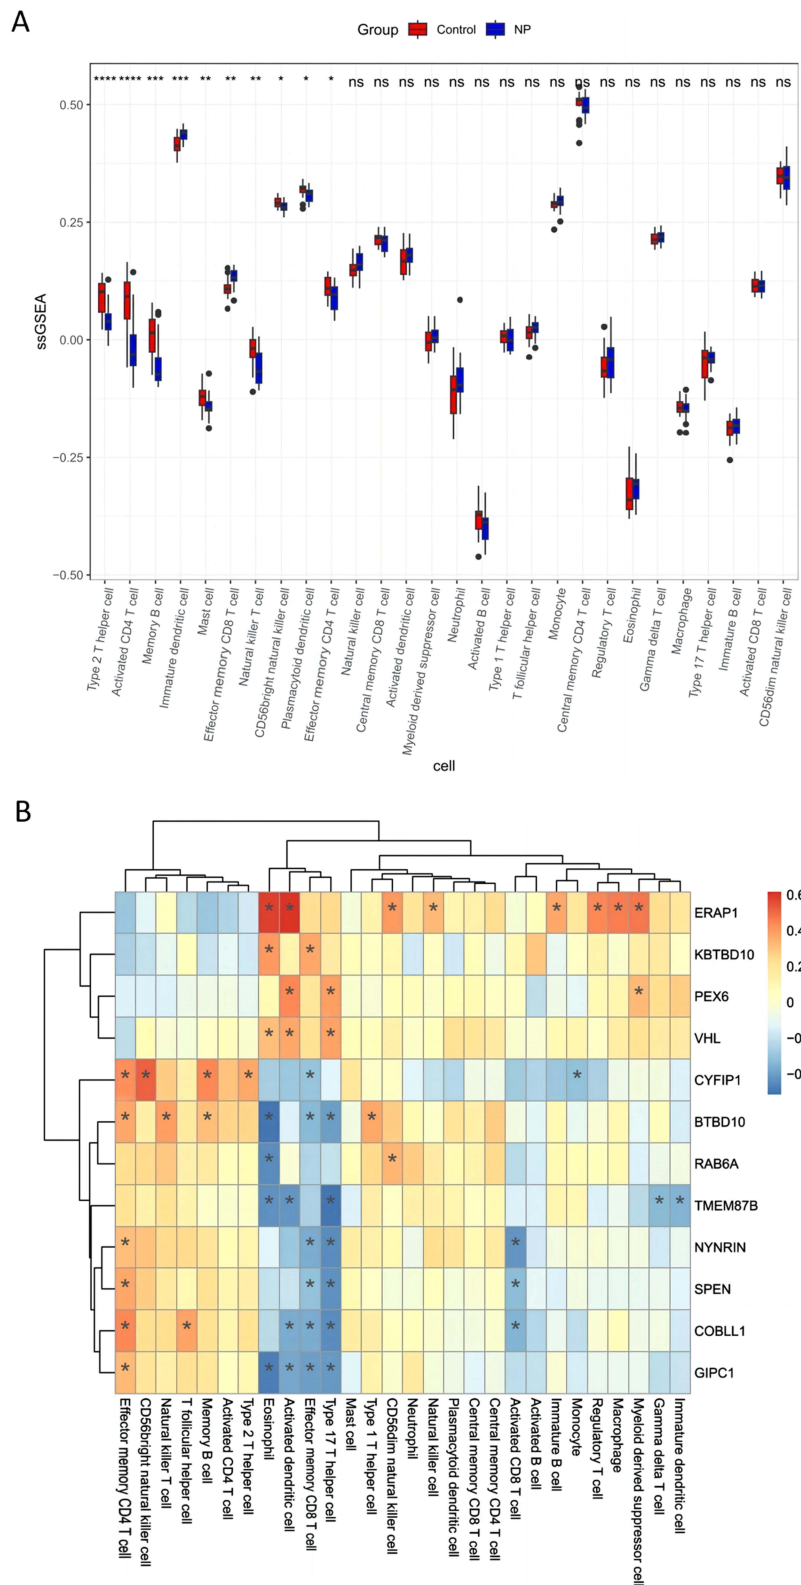 A
Group Control NP
**** **** *** *** ** ** ** * * * ns ns ns ns ns ns ns ns ns ns ns ns ns ns ns ns ns ns
0.50
0.25
0.00
−0.25
−0.50
ssGSEA
Type 2 T helper cell
Activated CD4 T cell
Memory B cell
Immature dendritic cell
Mast cell
Effector memory CD8 T cell
Natural killer T cell
CD56bright natural killer cell
Plasmacytoid dendritic cell
Effector memory CD4 T cell
Natural killer cell
Central memory CD8 T cell
Activated dendritic cell
Myeloid derived suppressor cell
Neutrophil
Activated B cell
Type 1 T helper cell
T follicular helper cell
Monocyte
Central memory CD4 T cell
Regulatory T cell
Eosinophil
Gamma delta T cell
Macrophage
Type 17 T helper cell
Immature B cell
Activated CD8 T cell
CD56dim natural killer cell
cell
B
0.6
0.4
0.2
0
−0
−0
ERAP1
KBTBD10
PEX6
VHL
CYFIP1
BTBD10
RAB6A
TMEM87B
NYNRIN
SPEN
COBLL1
GIPC1
* * * * * * * *
* *
* * *
* * *
* * * * * *
* * * * * * *
* *
* * * * *
* * * *
* * * *
* * * * * *
* * * * *
Effector memory CD4 T cell
CD56bright natural killer cell
Natural killer T cell
T follicular helper cell
Memory B cell
Activated CD4 T cell
Type 2 T helper cell
Eosinophil
Activated dendritic cell
Effector memory CD8 T cell
Type 17 T helper cell
Mast cell
Type 1 T helper cell
CD56dim natural killer cell
Neutrophil
Natural killer cell
Plasmacytoid dendritic cell
Central memory CD8 T cell
Central memory CD4 T cell
Activated CD8 T cell
Activated B cell
Immature B cell
Monocyte
Regulatory T cell
Macrophage
Myeloid derived suppressor cell
Gamma delta T cell
Immature dendritic cell